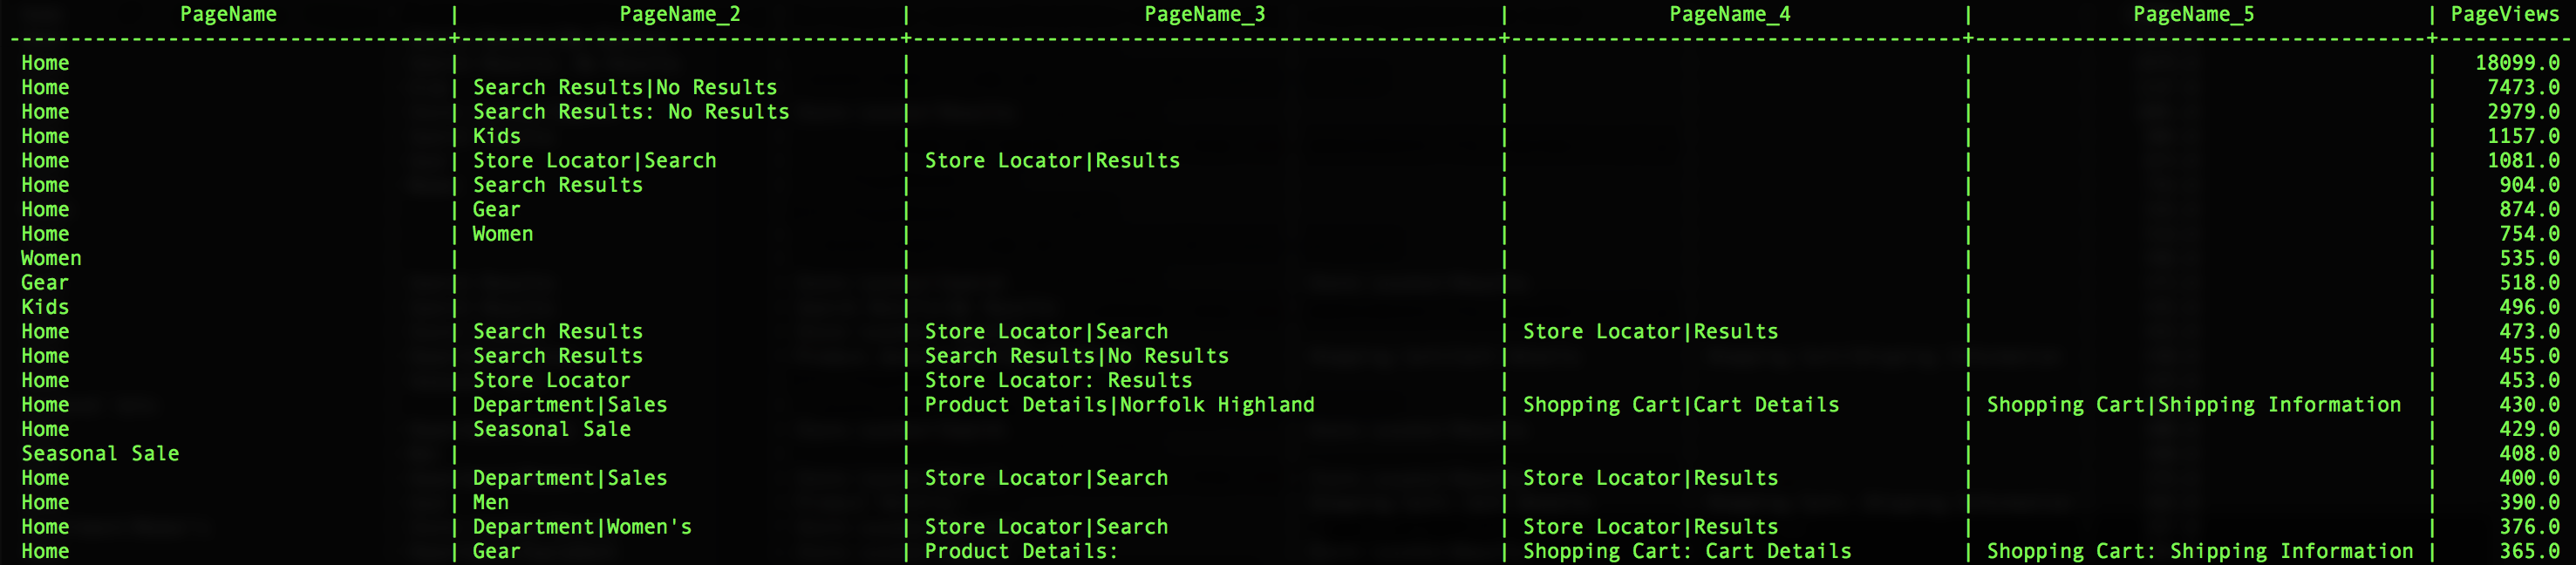 PageName | PageName_2 | PageName_3 | PageName_4 | PageName_5 | PageViews
------------------------------------+------------------------------------+------------------------------------------------+-------------------------------------+-------------------------------------+-----------
Home | | | | | 18099.0
Home | Search Results|No Results | | | | 7473.0
Home | Search Results: No Results | | | | 2979.0
Home | Kids | | | | 1157.0
Home | Store Locator|Search | Store Locator|Results | | | 1081.0
Home | Search Results | | | | 904.0
Home | Gear | | | | 874.0
Home | Women | | | | 754.0
Women | | | | | 535.0
Gear | | | | | 518.0
Kids | | | | | 496.0
Home | Search Results | Store Locator|Search | Store Locator|Results | | 473.0
Home | Search Results | Search Results|No Results | | | 455.0
Home | Store Locator | Store Locator: Results | | | 453.0
Home | Department|Sales | Product Details|Norfolk Highland | Shopping Cart|Cart Details | Shopping Cart|Shipping Information | 430.0
Home | Seasonal Sale | | | | 429.0
Seasonal Sale | | | | | 408.0
Home | Department|Sales | Store Locator|Search | Store Locator|Results | | 400.0
Home | Men | | | | 390.0
Home | Department|Women's | Store Locator|Search | Store Locator|Results | | 376.0
Home | Gear | Product Details: | Shopping Cart: Cart Details | Shopping Cart: Shipping Information | 365.0